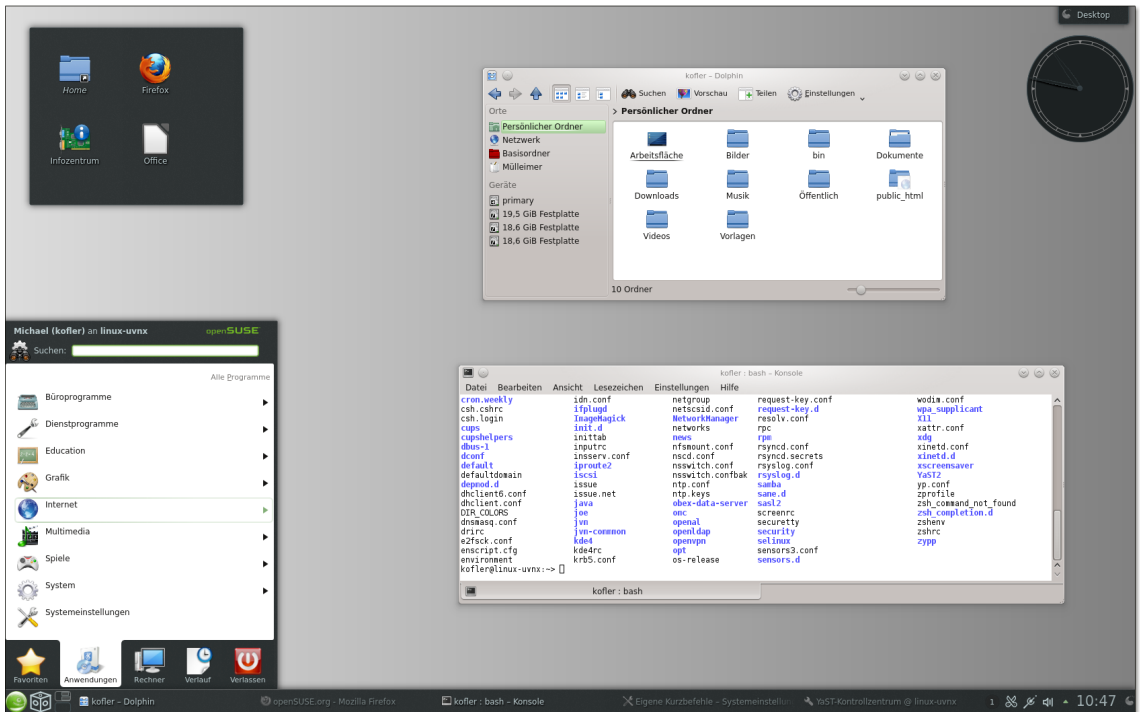 Desktop
Home
Firefox
Infozentrum
Office
kofler – Dolphin
Suchen Vorschau Teilen Einstellungen
Orte
Persönlicher Ordner
Netzwerk
Basisordner
Mülleimer
Geräte
primary
19,5 GiB Festplatte
18,6 GiB Festplatte
18,6 GiB Festplatte
> Persönlicher Ordner
Arbeitsfläche Bilder bin Dokumente
Downloads Musik Öffentlich public_html
Videos Vorlagen
10 Ordner
Michael (kofler) an linux-uvnx openSUSE
Suchen:
Alle Programme
Büroprogramme
Dienstprogramme
Education
Grafik
Internet
Multimedia
Spiele
System
Systemeinstellungen
Favoriten Anwendungen Rechner Verlauf Verlassen
kofler : bash – Konsole
Datei Bearbeiten Ansicht Lesezeichen Einstellungen Hilfe
cron.weekly idn.conf netgroup request-key.conf wodim.conf
csh.cshrc ifplugd netscsid.conf request-key.d wpa_supplicant
csh.login ImageMagick NetworkManager resolv.conf X11
cups init.d networks rpc xattr.conf
cupshelpers inittab news rpm xdg
dbus-1 inputrc nfsmount.conf rsyncd.conf xinetd.conf
dconf insserv.conf nscd.conf rsyncd.secrets xinetd.d
default iproute2 nsswitch.conf rsyslog.conf xscreensaver
defaultdomain iscsi nsswitch.confbak rsyslog.d YaST2
depmod.d issue ntp.conf samba yp.conf
dhclient6.conf issue.net ntp.keys sane.d zprofile
dhclient.conf java obex-data-server sasl2 zsh_command_not_found
DIR_COLORS joe onc screenrc zsh_completion.d
dnsmasq.conf jvm openal securetty zshenv
drirc jvm-common openldap security zshrc
e2fsck.conf kde4 openvpn selinux zypp
enscript.cfg kde4rc opt sensors3.conf
environment krb5.conf os-release sensors.d
kofler@linux-uvnx:~>
kofler : bash
kofler – Dolphin
openSUSE.org – Mozilla Firefox
kofler : bash – Konsole
Eigene Kurzbefehle – Systemeinstellun
YaST-Kontrollzentrum @ linux-uvnx
1
10:47